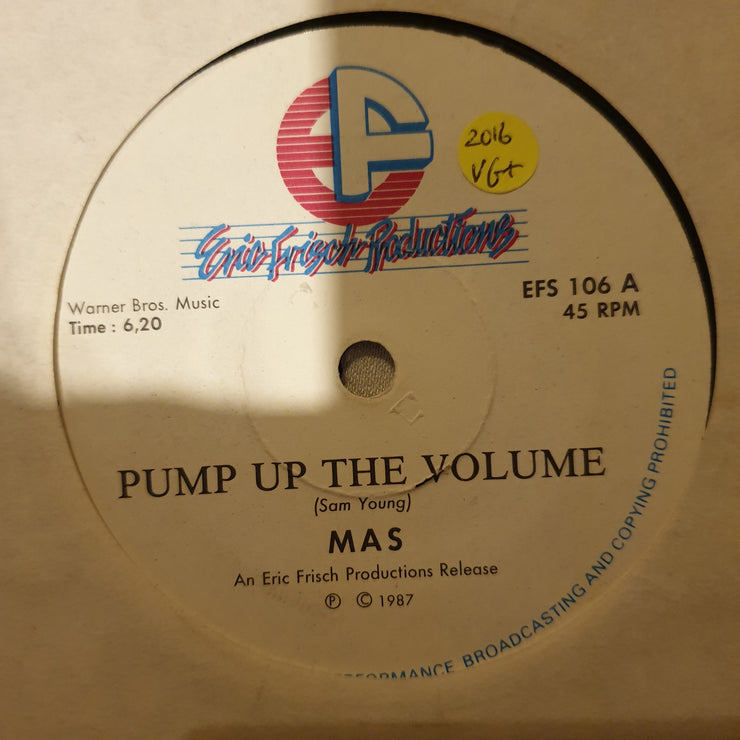 2016
VG+
Eric Frisch Productions
Warner Bros. Music
Time : 6,20
EFS 106 A
45 RPM
PUMP UP THE VOLUME
(Sam Young)
MAS
An Eric Frisch Productions Release
℗ © 1987
BROADCASTING AND COPYING PROHIBITED